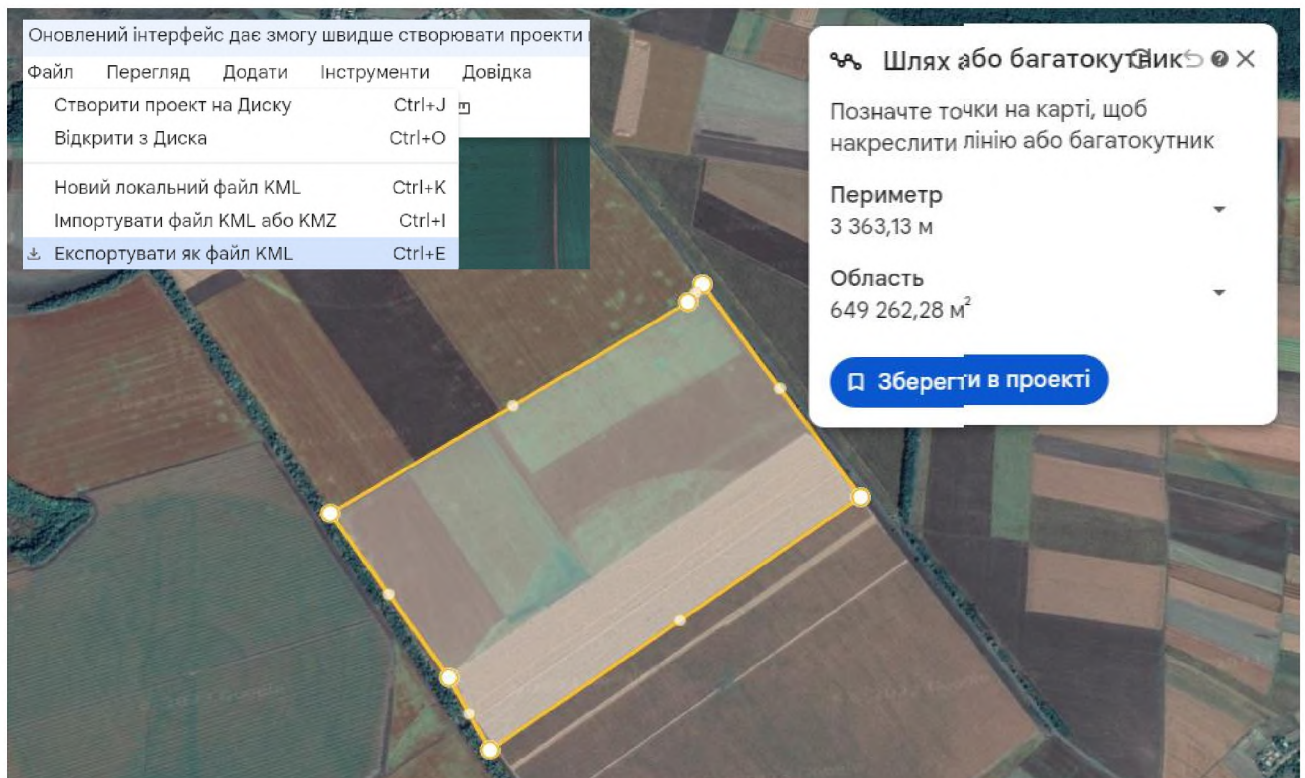 Оновлений інтерфейс дає змогу швидше створювати проекти
Файл Перегляд Додати Інструменти Довідка
Створити проект на Диску Ctrl+J
Відкрити з Диска Ctrl+O
Новий локальний файл KML Ctrl+K
Імпортувати файл KML або KMZ Ctrl+I
Експортувати як файл KML Ctrl+E
Шлях або багатокутник
Позначте точки на карті, щоб
накреслити лінію або багатокутник
Периметр
3 363,13 м
Область
649 262,28 м²
Зберегти в проекті